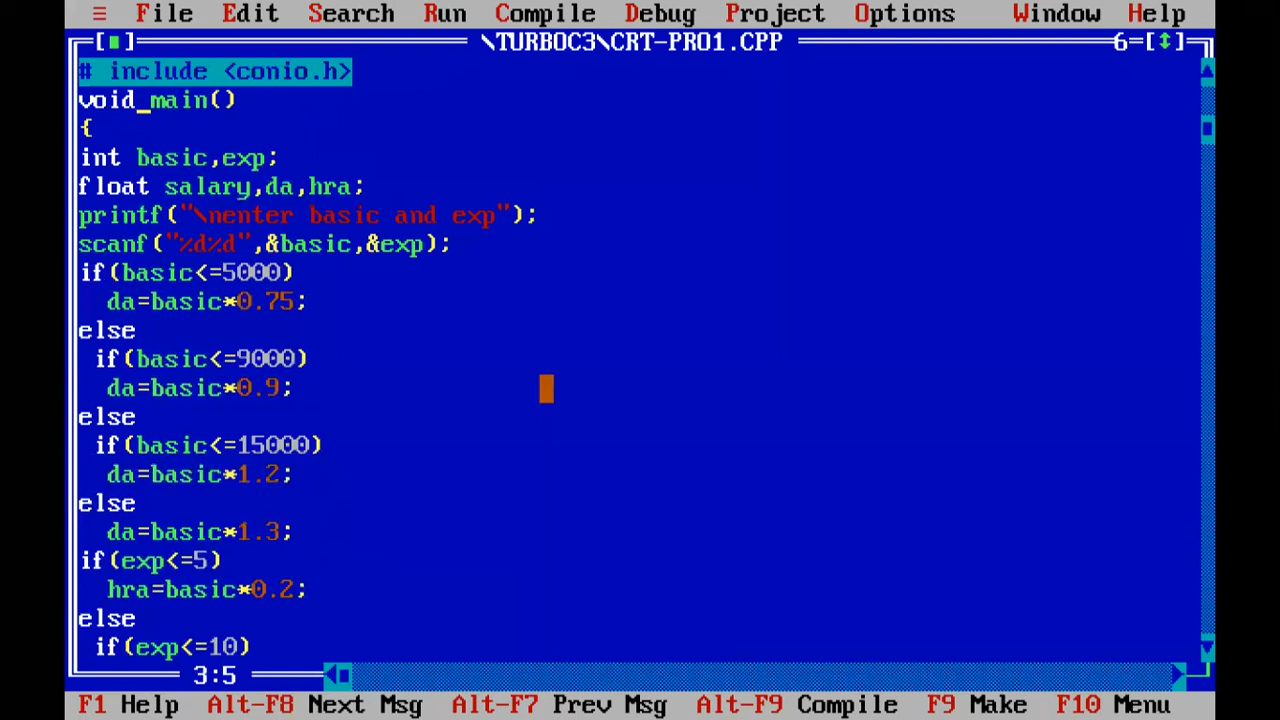 ≡ File Edit Search Run Compile Debug Project Options Window Help
[■] \TURBOC3\CRT-PRO1.CPP 6=[↕]
# include <conio.h>
void main()
{
int basic,exp;
float salary,da,hra;
printf("\nenter basic and exp");
scanf("%d%d",&basic,&exp);
if(basic<=5000)
da=basic*0.75;
else
if(basic<=9000)
da=basic*0.9;
else
if(basic<=15000)
da=basic*1.2;
else
da=basic*1.3;
if(exp<=5)
hra=basic*0.2;
else
if(exp<=10)
3:5
F1 Help Alt-F8 Next Msg Alt-F7 Prev Msg Alt-F9 Compile F9 Make F10 Menu